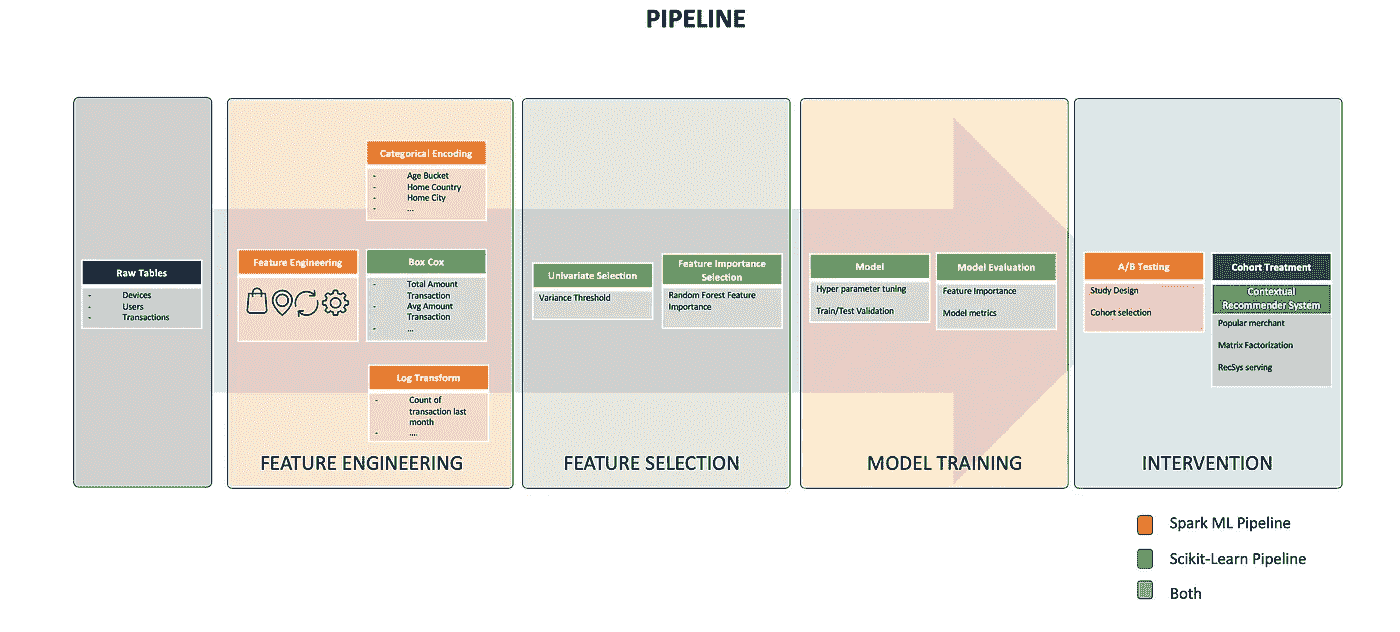 PIPELINE
Raw Tables
- Devices
- Users
- Transactions
Categorical Encoding
- Age Bucket
- Home Country
- Home City
- ...
Feature Engineering
Box Cox
- Total Amount
Transaction
- Avg Amount
Transaction
- ...
Log Transform
- Count of
transaction last
month
- ....
FEATURE ENGINEERING
Univariate Selection
Variance Threshold
Feature Importance
Selection
Random Forest Feature
Importance
FEATURE SELECTION
Model
Hyper parameter tuning
Train/Test Validation
Model Evaluation
Feature Importance
Model metrics
MODEL TRAINING
A/B Testing
Study Design
Cohort selection
Cohort Treatment
Contextual
Recommender System
Popular merchant
Matrix Factorization
RecSys serving
INTERVENTION
Spark ML Pipeline
Scikit-Learn Pipeline
Both